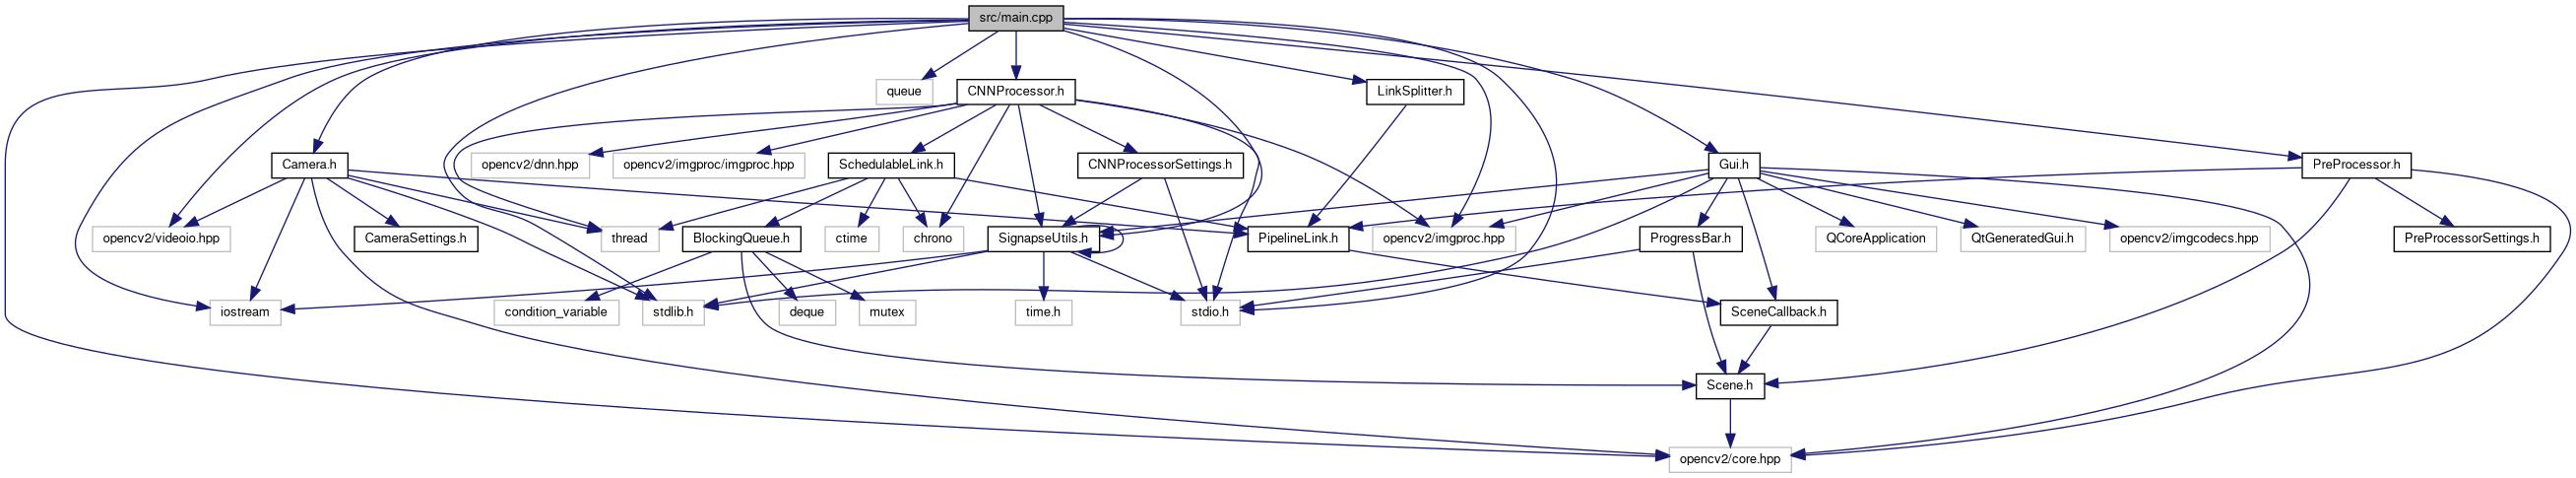 src/main.cpp
queue
CNNProcessor.h
LinkSplitter.h
Camera.h
opencv2/dnn.hpp
opencv2/imgproc/imgproc.hpp
SchedulableLink.h
CNNProcessorSettings.h
Gui.h
PreProcessor.h
opencv2/videoio.hpp
CameraSettings.h
thread
BlockingQueue.h
ctime
chrono
SignapseUtils.h
PipelineLink.h
opencv2/imgproc.hpp
ProgressBar.h
QCoreApplication
QtGeneratedGui.h
opencv2/imgcodecs.hpp
PreProcessorSettings.h
iostream
condition_variable
stdlib.h
deque
mutex
time.h
stdio.h
SceneCallback.h
Scene.h
opencv2/core.hpp